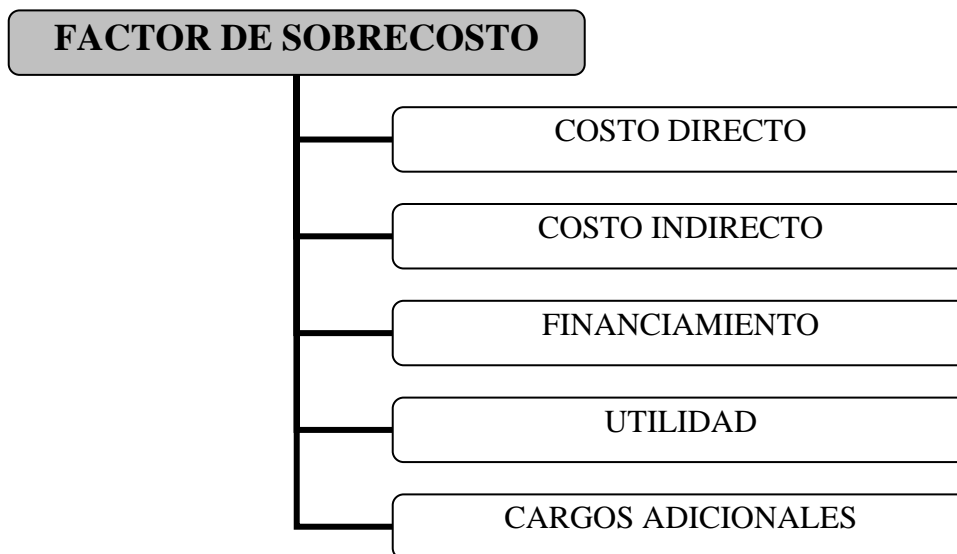 FACTOR DE SOBRECOSTO
COSTO DIRECTO
COSTO INDIRECTO
FINANCIAMIENTO
UTILIDAD
CARGOS ADICIONALES